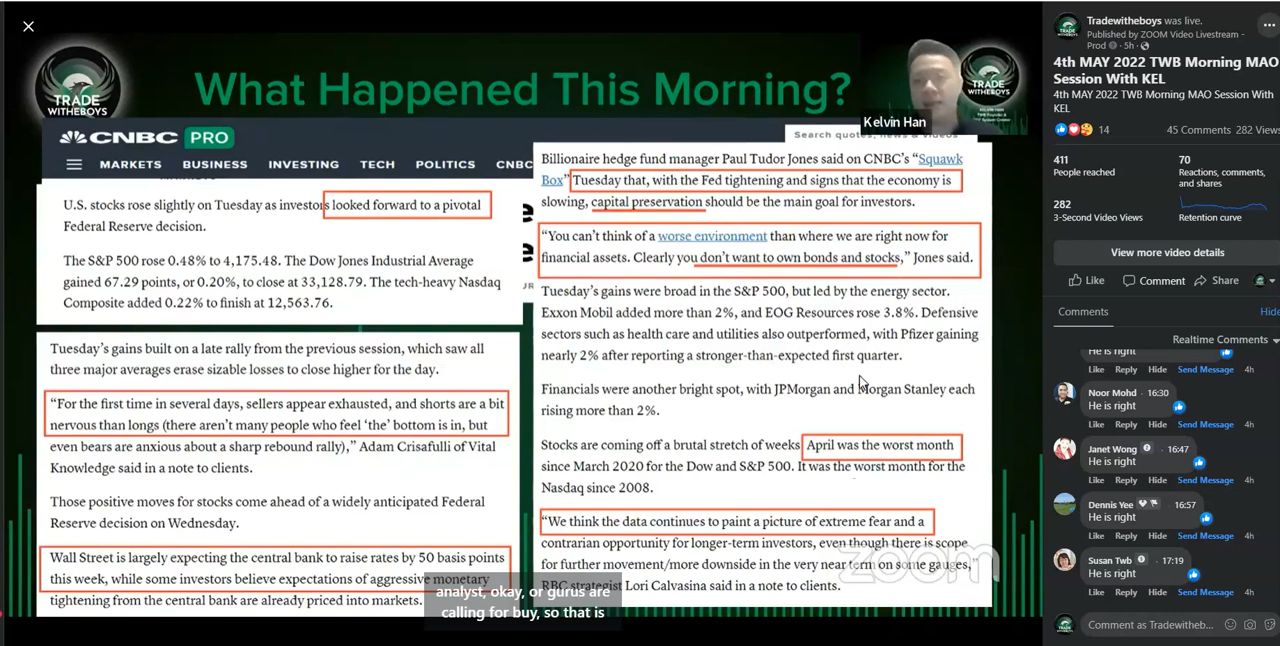 What Happened This Morning?
TRADE
WITHEBOYS
TRADE
WITHEBOYS
Kelvin Han
CNBC PRO
Search quotes, news & videos
MARKETS BUSINESS INVESTING TECH POLITICS CNBC
U.S. stocks rose slightly on Tuesday as investors looked forward to a pivotal
Federal Reserve decision.
The S&P 500 rose 0.48% to 4,175.48. The Dow Jones Industrial Average
gained 67.29 points, or 0.20%, to close at 33,128.79. The tech-heavy Nasdaq
Composite added 0.22% to finish at 12,563.76.
Tuesday’s gains built on a late rally from the previous session, which saw all
three major averages erase sizable losses to close higher for the day.
“For the first time in several days, sellers appear exhausted, and shorts are a bit
nervous than longs (there aren’t many people who feel ‘the’ bottom is in, but
even bears are anxious about a sharp rebound rally),” Adam Crisafulli of Vital
Knowledge said in a note to clients.
Those positive moves for stocks come ahead of a widely anticipated Federal
Reserve decision on Wednesday.
Wall Street is largely expecting the central bank to raise rates by 50 basis points
this week, while some investors believe expectations of aggressive monetary
tightening from the central bank are already priced into markets.
Billionaire hedge fund manager Paul Tudor Jones said on CNBC’s “Squawk
Box” Tuesday that, with the Fed tightening and signs that the economy is
slowing, capital preservation should be the main goal for investors.
“You can’t think of a worse environment than where we are right now for
financial assets. Clearly you don’t want to own bonds and stocks,” Jones said.
Tuesday’s gains were broad in the S&P 500, but led by the energy sector.
Exxon Mobil added more than 2%, and EOG Resources rose 3.8%. Defensive
sectors such as health care and utilities also outperformed, with Pfizer gaining
nearly 2% after reporting a stronger-than-expected first quarter.
Financials were another bright spot, with JPMorgan and Morgan Stanley each
rising more than 2%.
Stocks are coming off a brutal stretch of weeks. April was the worst month
since March 2020 for the Dow and S&P 500. It was the worst month for the
Nasdaq since 2008.
“We think the data continues to paint a picture of extreme fear and a
contrarian opportunity for longer-term investors, even though there is scope
for further movement/more downside in the very near term on some gauges,”
RBC strategist Lori Calvasina said in a note to clients.
zoom
analyst, okay, or gurus are
calling for buy, so that is
Tradewitheboys was live.
Published by ZOOM Video Livestream -
Prod · 5h ·
4th MAY 2022 TWB Morning MAO
Session With KEL
4th MAY 2022 TWB Morning MAO Session With
KEL
14 45 Comments 282 Views
411 70
People reached Reactions, comments,
and shares
282
3-Second Video Views Retention curve
View more video details
Like Comment Share
Comments Hide
Realtime Comments
He is right
Like Reply Hide Send Message 4h
Noor Mohd · 16:30
He is right
Like Reply Hide Send Message 4h
Janet Wong · 16:47
He is right
Like Reply Hide Send Message 4h
Dennis Yee · 16:57
He is right
Like Reply Hide Send Message 4h
Susan Twb · 17:19
He is right
Like Reply Hide Send Message 4h
Comment as Tradewitheb...